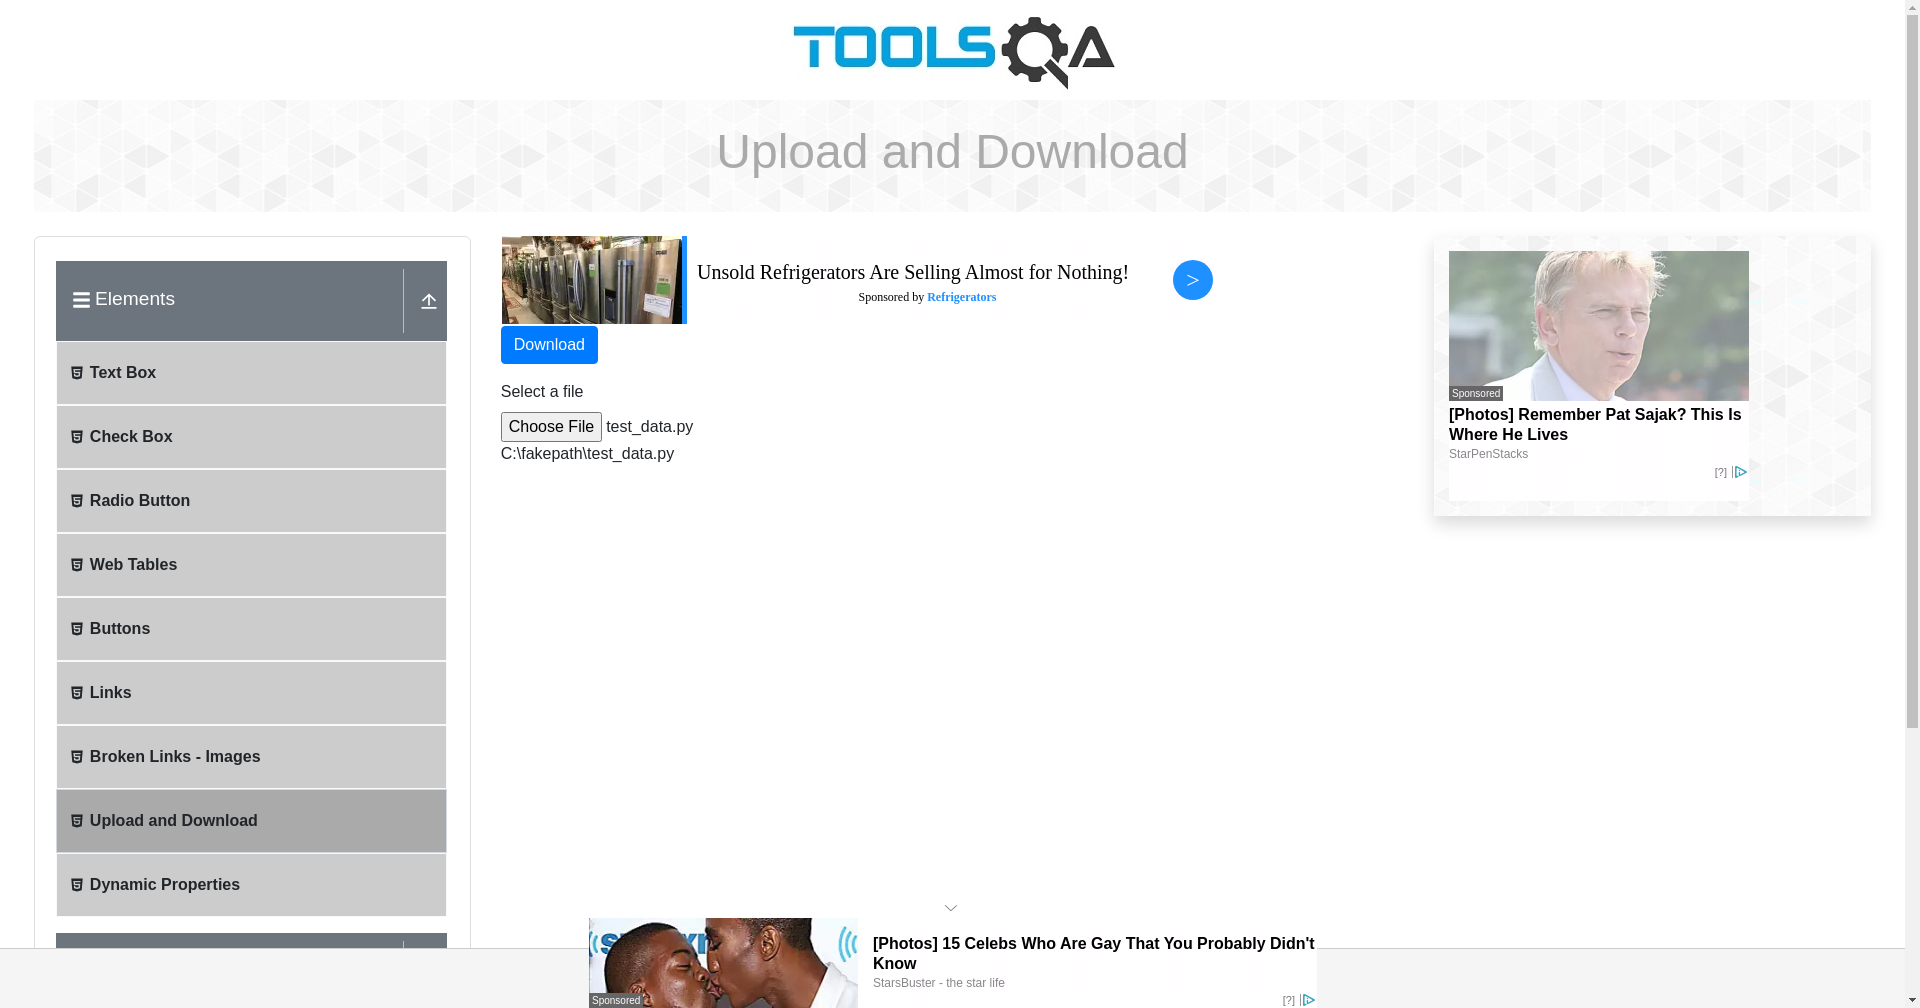 TOOLSQA
Upload and Download
Elements
Text Box
Check Box
Radio Button
Web Tables
Buttons
Links
Broken Links - Images
Upload and Download
Dynamic Properties
Unsold Refrigerators Are Selling Almost for Nothing!
Sponsored by Refrigerators
>
Download
Select a file
Choose File test_data.py
C:\fakepath\test_data.py
Sponsored
[Photos] Remember Pat Sajak? This Is
Where He Lives
StarPenStacks
[?]
[Photos] 15 Celebs Who Are Gay That You Probably Didn't
Know
StarsBuster - the star life
Sponsored
[?]